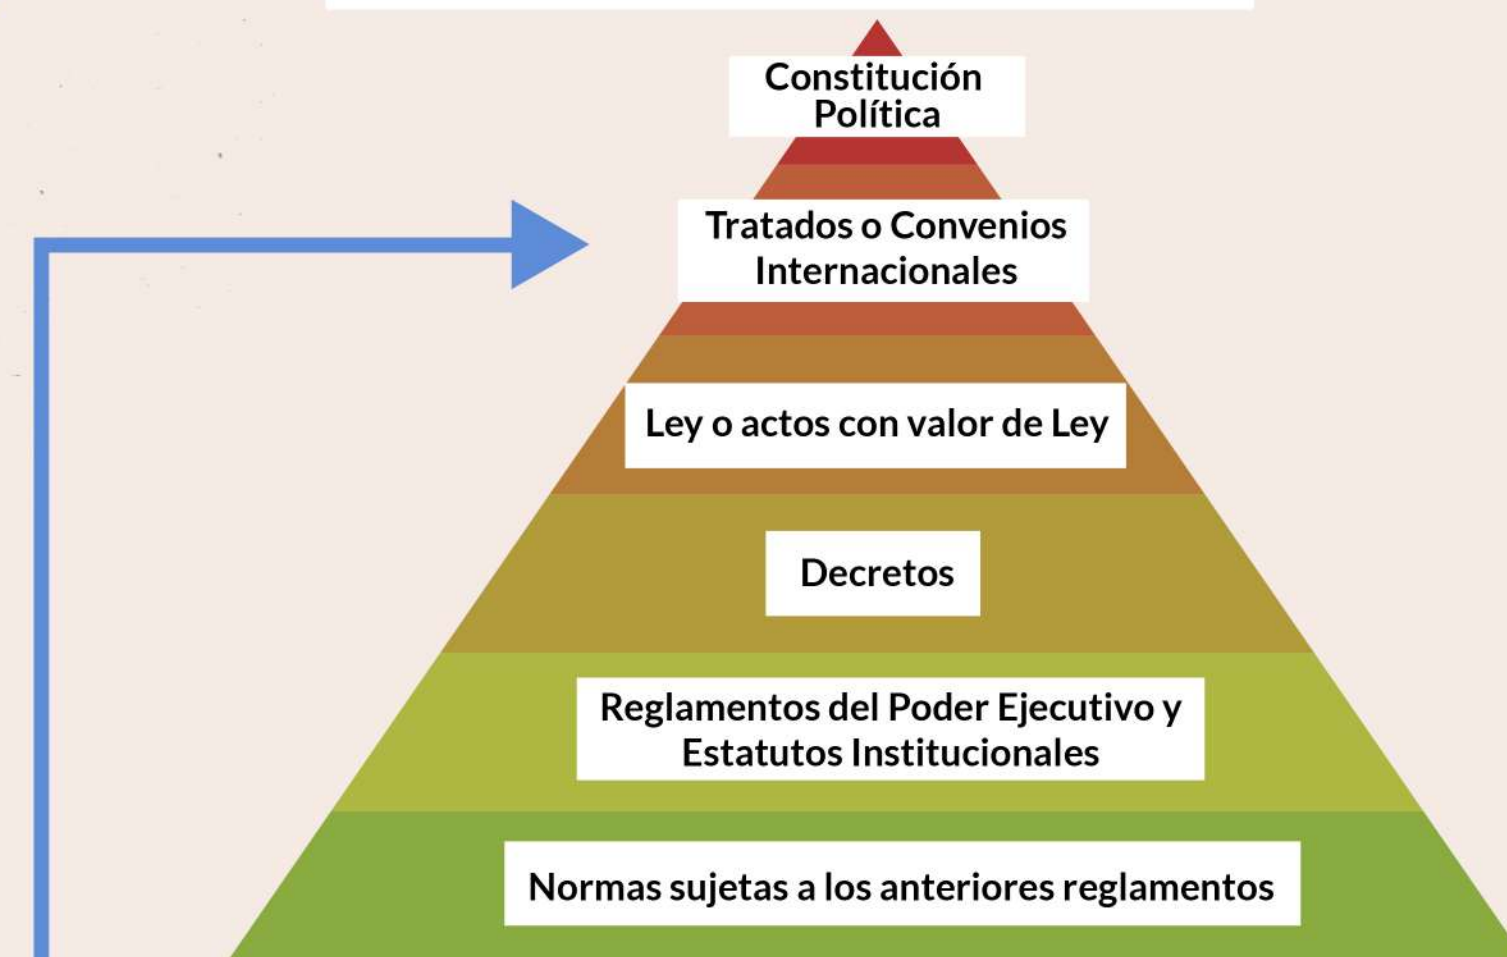 Constitución
Política
Tratados o Convenios
Internacionales
Ley o actos con valor de Ley
Decretos
Reglamentos del Poder Ejecutivo y
Estatutos Institucionales
Normas sujetas a los anteriores reglamentos